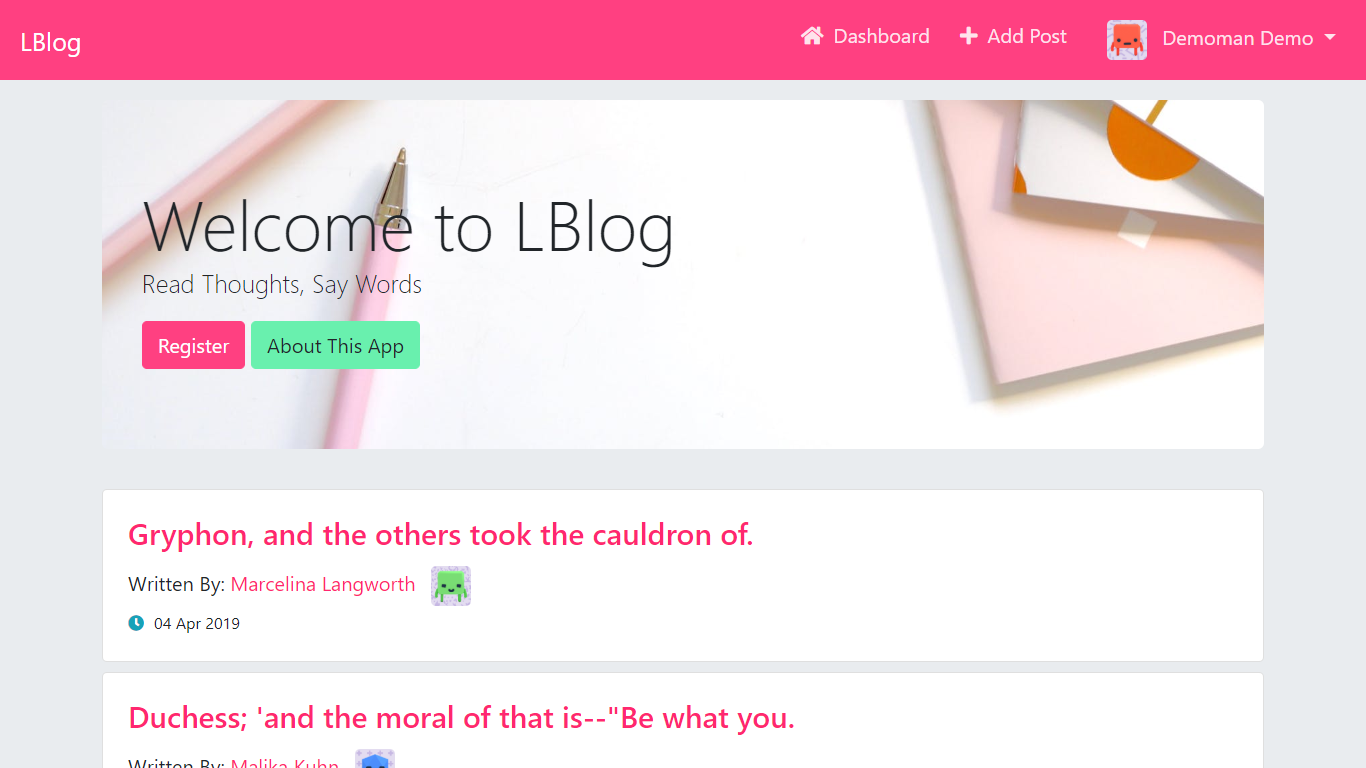 LBlog
Dashboard
Add Post
Demoman Demo
Welcome to LBlog
Read Thoughts, Say Words
Register
About This App
Gryphon, and the others took the cauldron of.
Written By: Marcelina Langworth
04 Apr 2019
Duchess; 'and the moral of that is--"Be what you.
Written By: Malika Kuhn